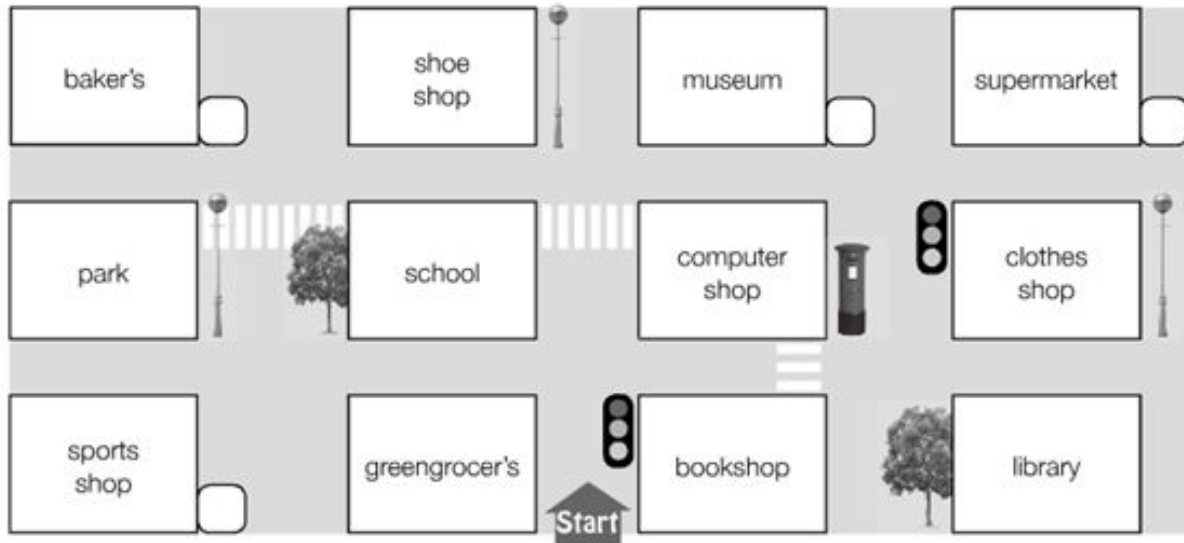 baker's
shoe
shop
museum
supermarket
park
school
computer
shop
clothes
shop
sports
shop
greengrocer's
bookshop
library
Start